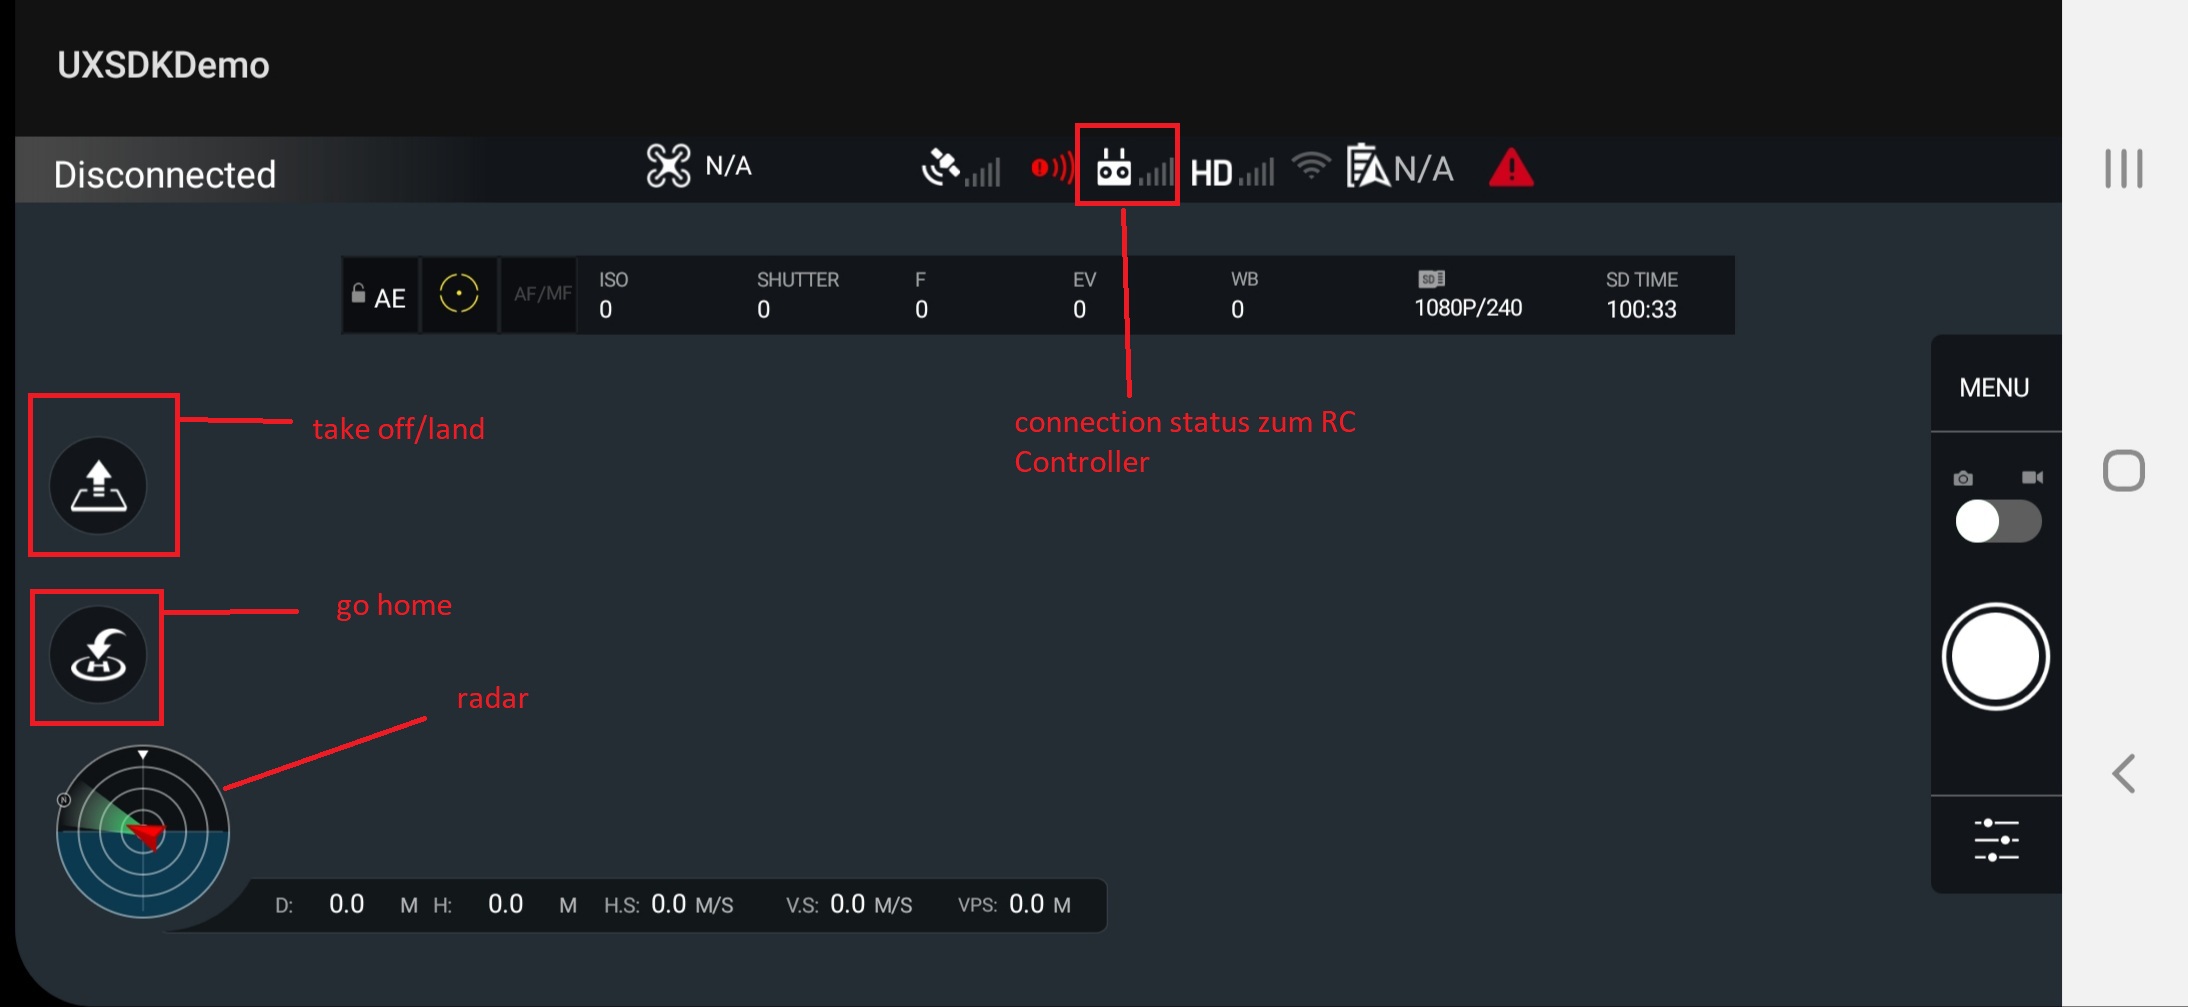 UXSDKDemo
Disconnected
N/A
HD
N/A
AE
AF/MF
ISO
0
SHUTTER
0
F
0
EV
0
WB
0
SD
1080P/240
SD TIME
100:33
MENU
take off/land
connection status zum RC
Controller
go home
radar
N
H
D: 0.0 M H: 0.0 M H.S: 0.0 M/S V.S: 0.0 M/S VPS: 0.0 M